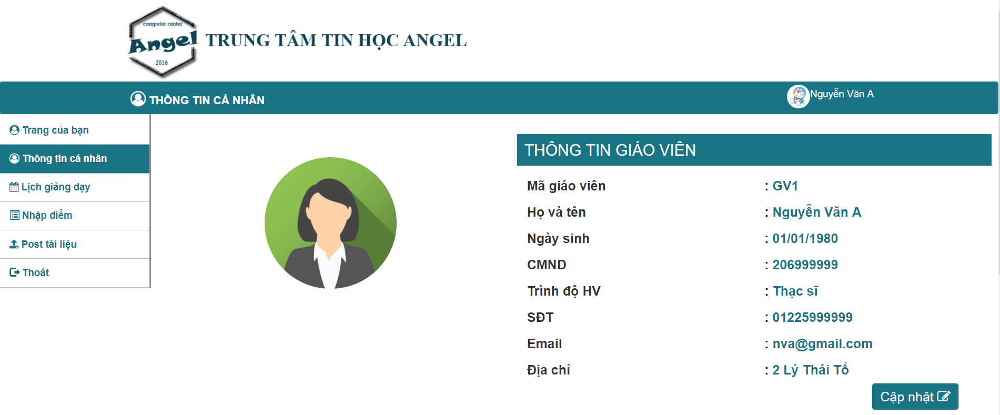 computer center
Angel
2016
TRUNG TÂM TIN HỌC ANGEL
THÔNG TIN CÁ NHÂN
Nguyễn Văn A
Trang của bạn
Thông tin cá nhân
Lịch giảng dạy
Nhập điểm
Post tài liệu
Thoát
THÔNG TIN GIÁO VIÊN
Mã giáo viên : GV1
Họ và tên : Nguyễn Văn A
Ngày sinh : 01/01/1980
CMND : 206999999
Trình độ HV : Thạc sĩ
SĐT : 01225999999
Email : nva@gmail.com
Địa chỉ : 2 Lý Thái Tổ
Cập nhật